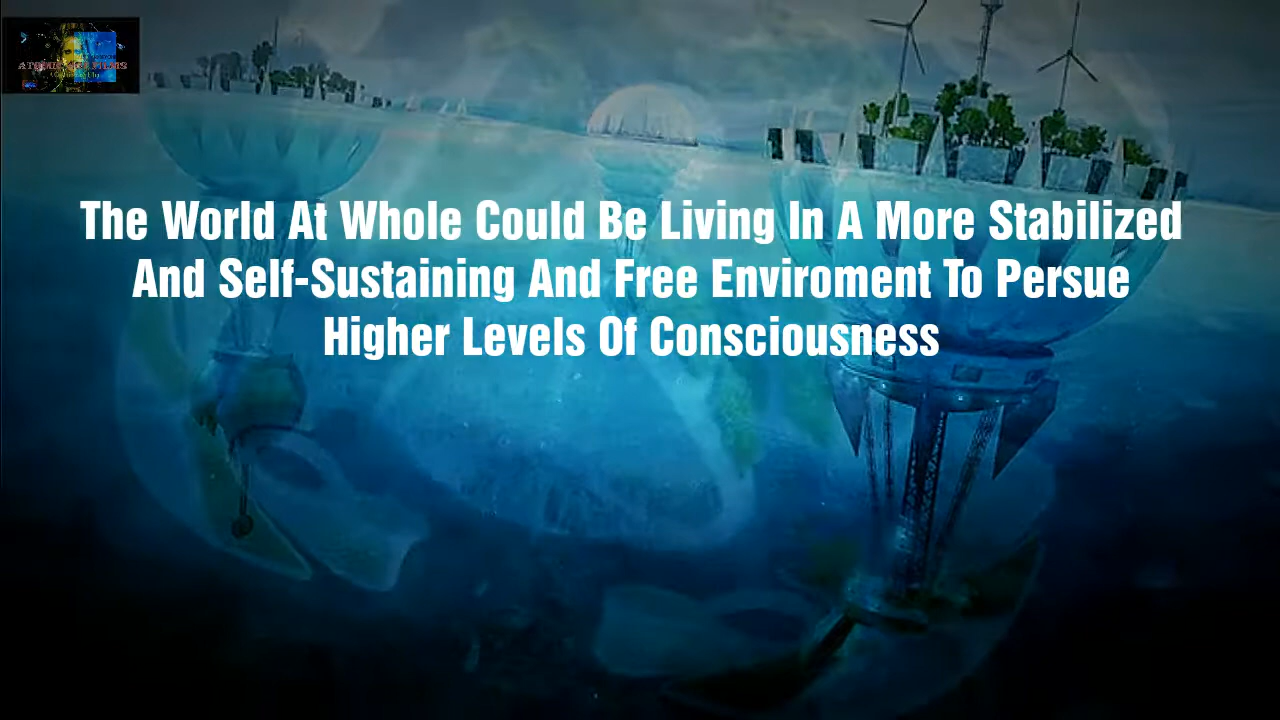 The World At Whole Could Be Living In A More Stabilized
And Self-Sustaining And Free Enviroment To Persue
Higher Levels Of Consciousness